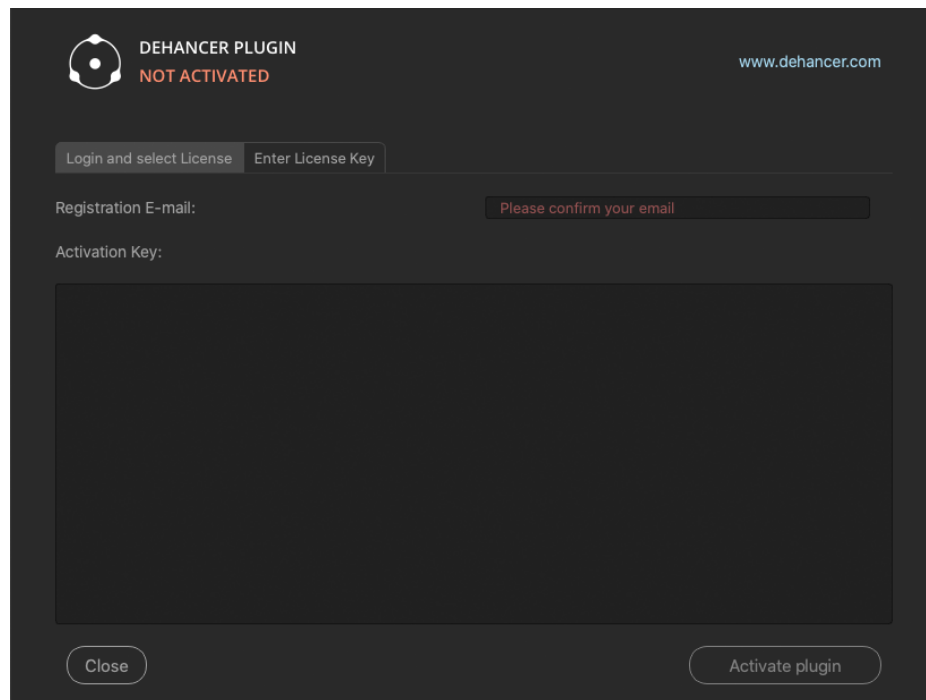 DEHANCER PLUGIN
NOT ACTIVATED
www.dehancer.com
Login and select License
Enter License Key
Registration E-mail:
Please confirm your email
Activation Key:
Close
Activate plugin